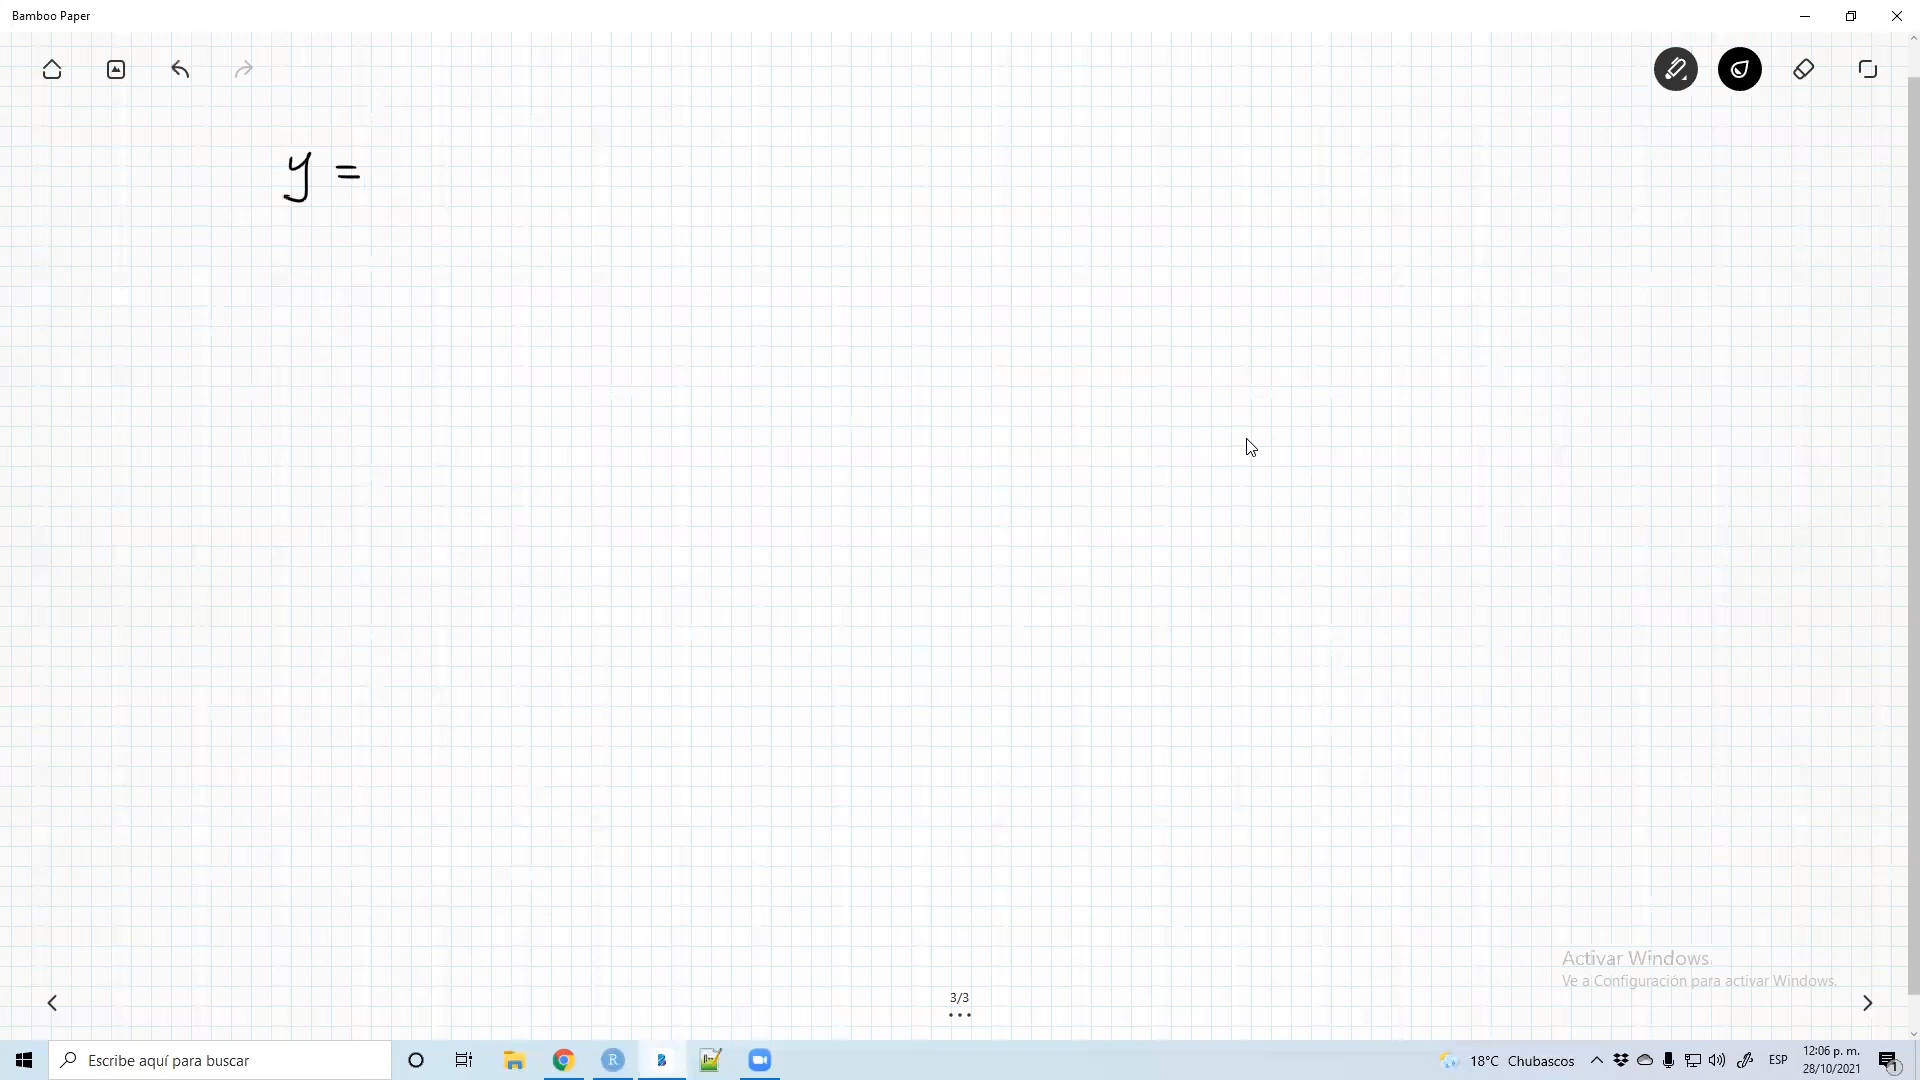 Bamboo Paper
y =
Activar Windows
Ve a Configuración para activar Windows.
3/3
Escribe aquí para buscar
18°C Chubascos
ESP
12:06 p. m.
28/10/2021
1